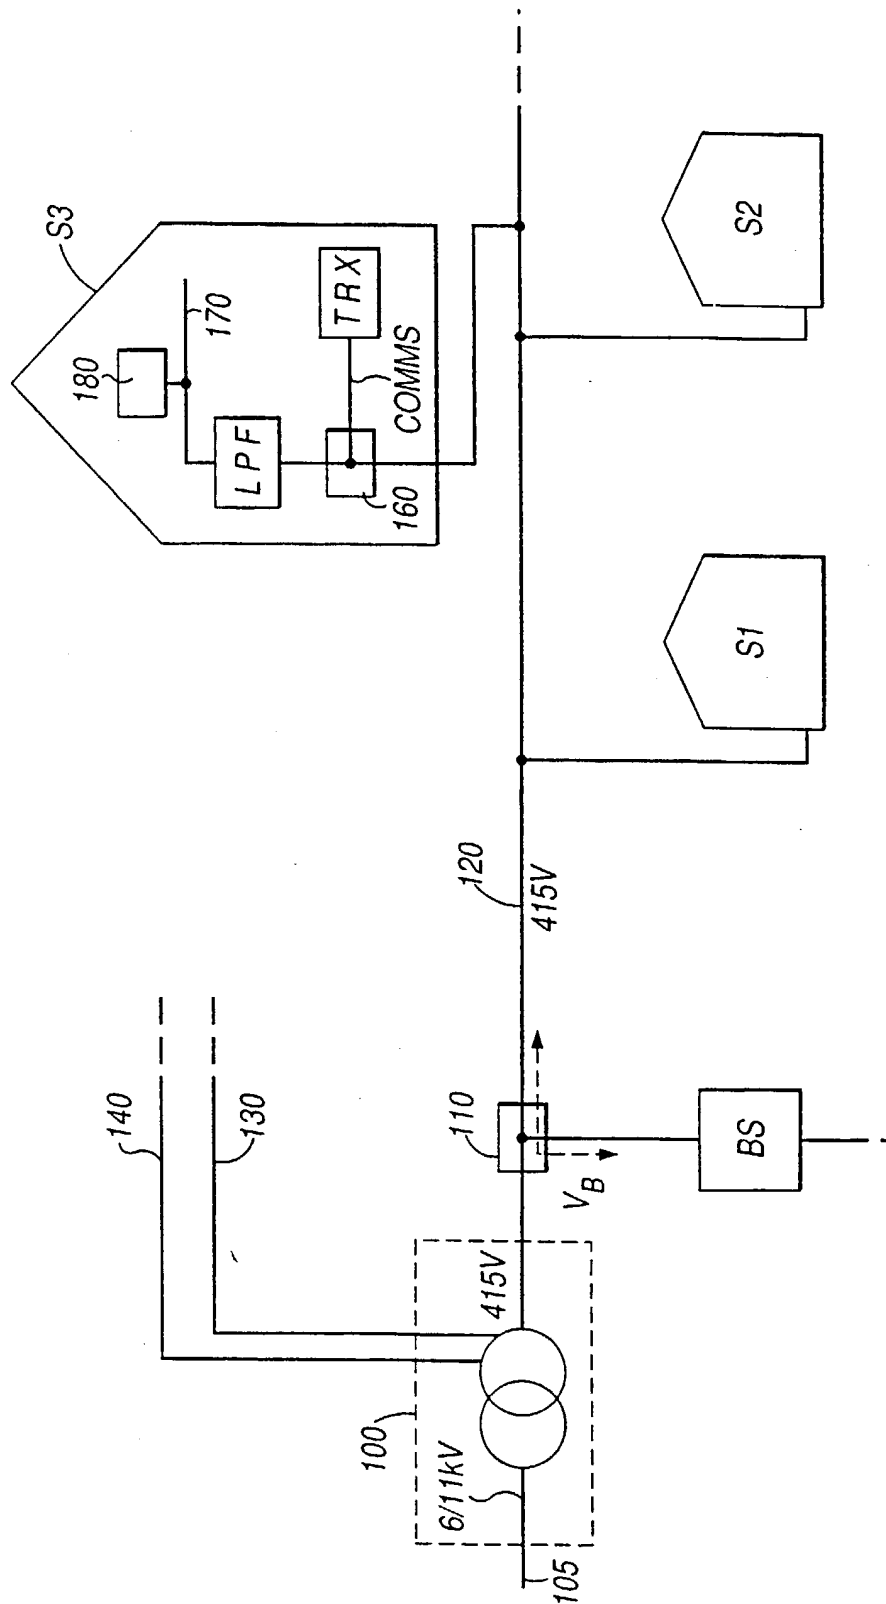 S3
180
170
LPF
TRX
COMMS
160
S2
S1
120
415V
140
130
110
V_B
BS
100
415V
6/11kV
105